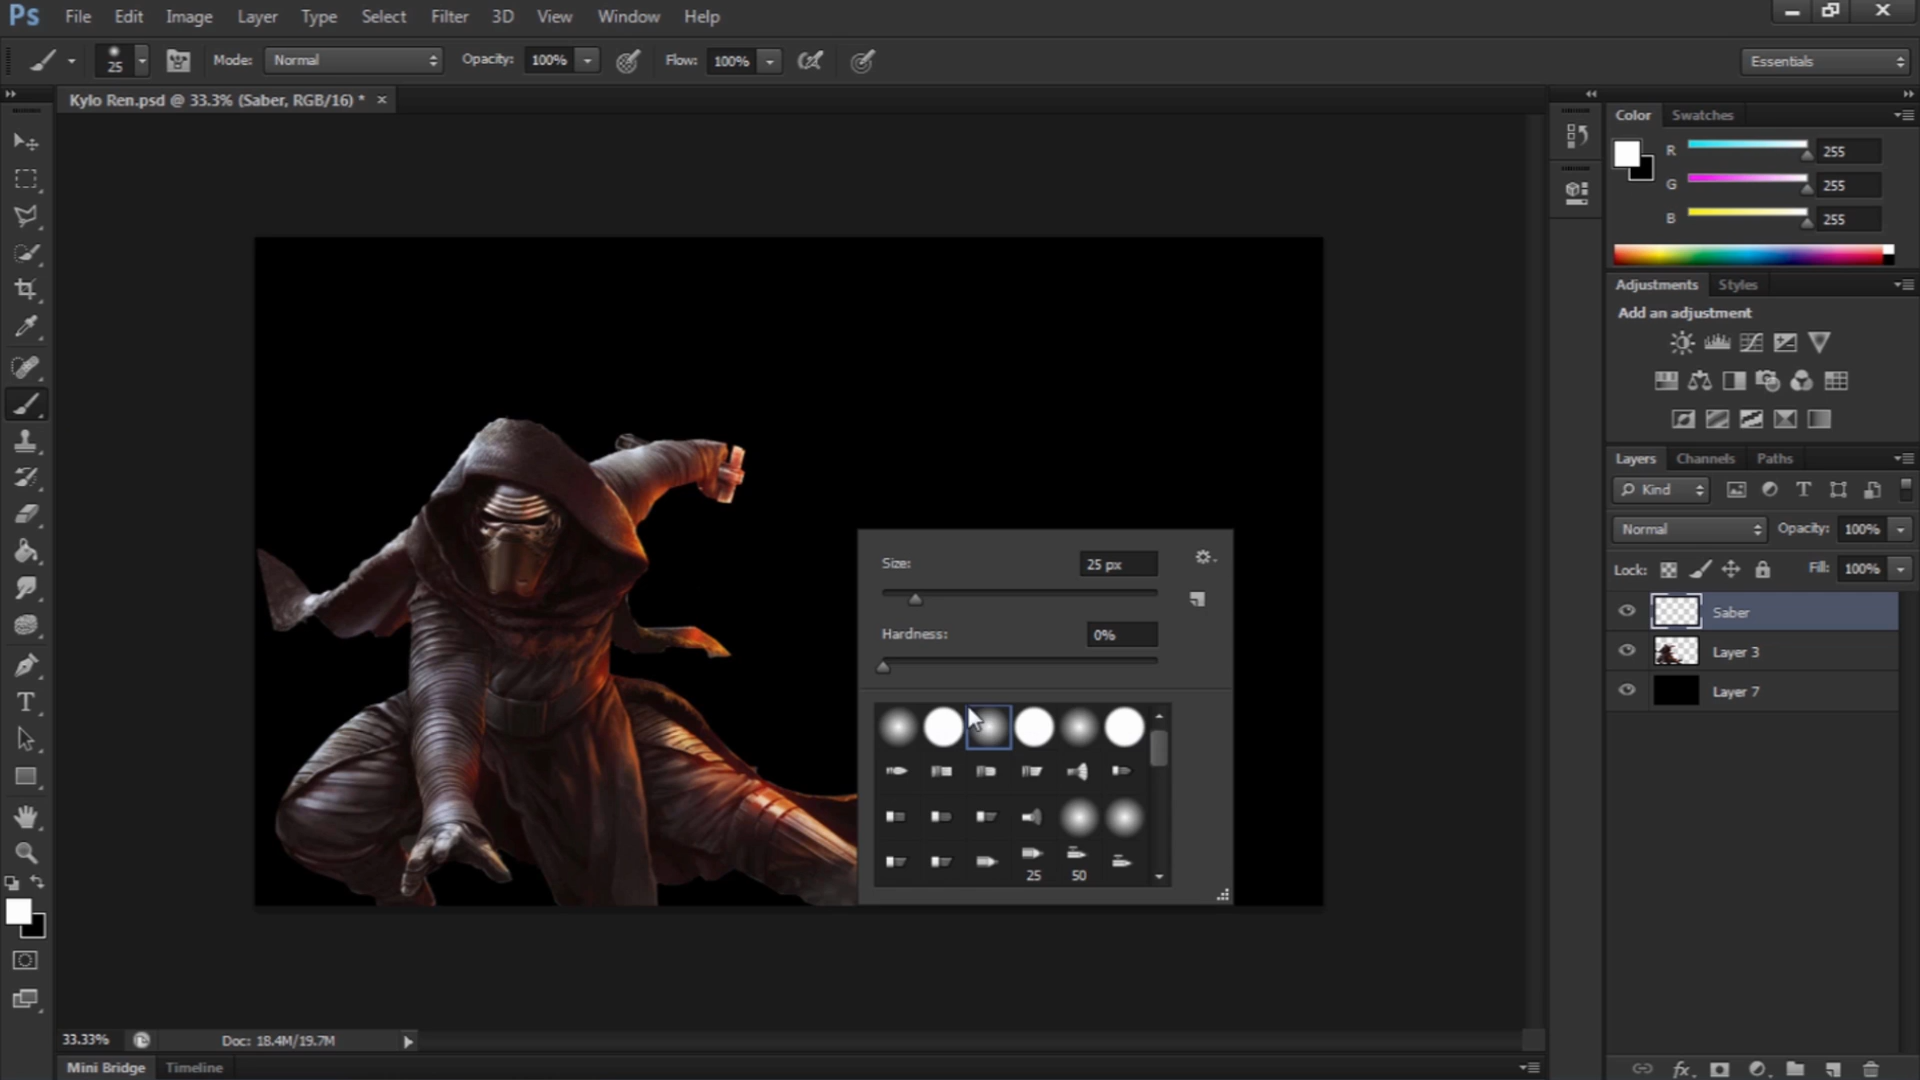 Ps File Edit Image Layer Type Select Filter 3D View Window Help
25 Mode: Normal Opacity: 100% Flow: 100% Essentials
Kylo Ren.psd @ 33.3% (Saber, RGB/16) * ×
Color Swatches
R 255
G 255
B 255
Adjustments Styles
Add an adjustment
Layers Channels Paths
Kind
Normal Opacity: 100%
Lock: Fill: 100%
Saber
Layer 3
Layer 7
Size: 25 px
Hardness: 0%
25 50
33.33% Doc: 18.4M/19.7M
Mini Bridge Timeline